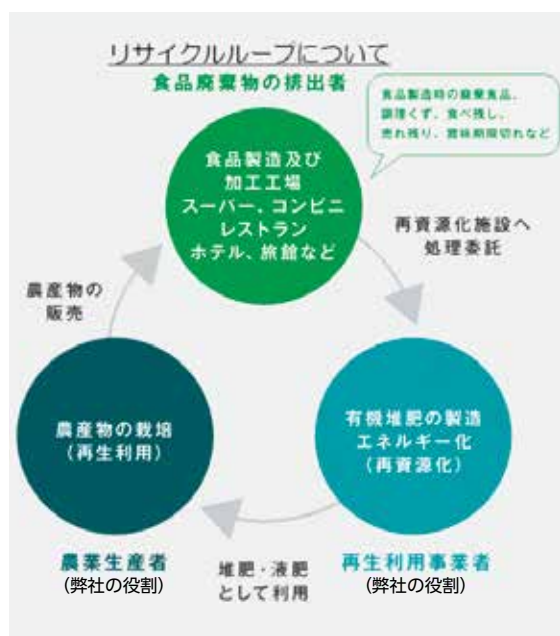 リサイクルループについて
食品廃棄物の排出者
食品製造時の廃棄食品、
調理くず、食べ残し、
売れ残り、賞味期限切れなど
食品製造及び
加工工場
スーパー、コンビニ
レストラン
ホテル、旅館など
再資源化施設へ
処理委託
農産物の
販売
農産物の栽培
(再生利用)
有機堆肥の製造
エネルギー化
(再資源化)
農業生産者
(弊社の役割)
堆肥・液肥
として利用
再生利用事業者
(弊社の役割)